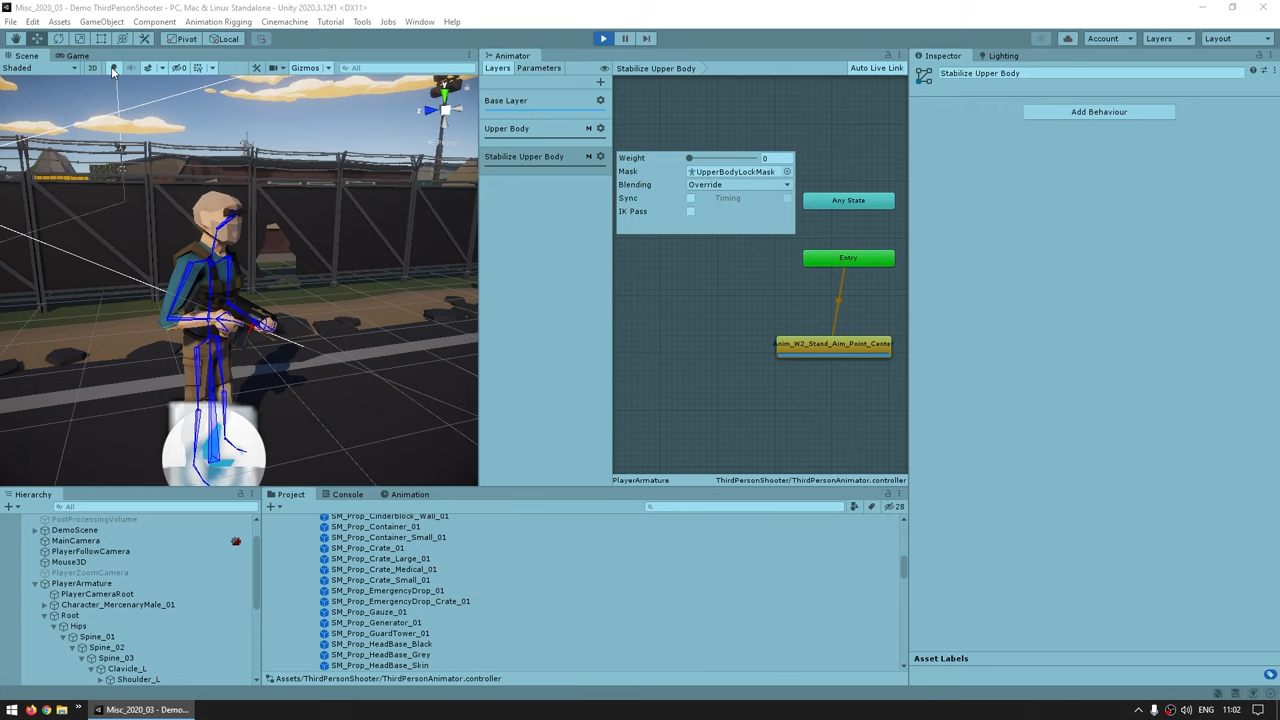 Misc_2020_03 - Demo ThirdPersonShooter - PC, Mac & Linux Standalone - Unity 2020.3.12f1 <DX11>
File Edit Assets GameObject Component Animation Rigging Cinemachine Tutorial Tools Jobs Window Help
Pivot Local Account Layers Layout
Scene Game Animator Inspector Lighting
Shaded 2D 0 Gizmos All Layers Parameters Stabilize Upper Body Auto Live Link Stabilize Upper Body
Base Layer
Add Behaviour
Upper Body M
Stabilize Upper Body M
Weight 0
Mask UpperBodyLockMask
Blending Override
Sync Timing
IK Pass
Any State
Entry
Anim_W2_Stand_Aim_Point_Center
y
z
PlayerArmature ThirdPersonShooter/ThirdPersonAnimator.controller
Hierarchy Project Console Animation
All 28
PostProcessingVolume
DemoScene
MainCamera
PlayerFollowCamera
Mouse3D
PlayerZoomCamera
PlayerArmature
PlayerCameraRoot
Character_MercenaryMale_01
Root
Hips
Spine_01
Spine_02
Spine_03
Clavicle_L
Shoulder_L
SM_Prop_Cinderblock_Wall_01
SM_Prop_Container_01
SM_Prop_Container_Small_01
SM_Prop_Crate_01
SM_Prop_Crate_Large_01
SM_Prop_Crate_Medical_01
SM_Prop_Crate_Small_01
SM_Prop_EmergencyDrop_01
SM_Prop_EmergencyDrop_Crate_01
SM_Prop_Gauze_01
SM_Prop_Generator_01
SM_Prop_GuardTower_01
SM_Prop_HeadBase_Black
SM_Prop_HeadBase_Grey
SM_Prop_HeadBase_Skin
Assets/ThirdPersonShooter/ThirdPersonAnimator.controller
Asset Labels
Misc_2020_03 - Demo... ENG 11:02